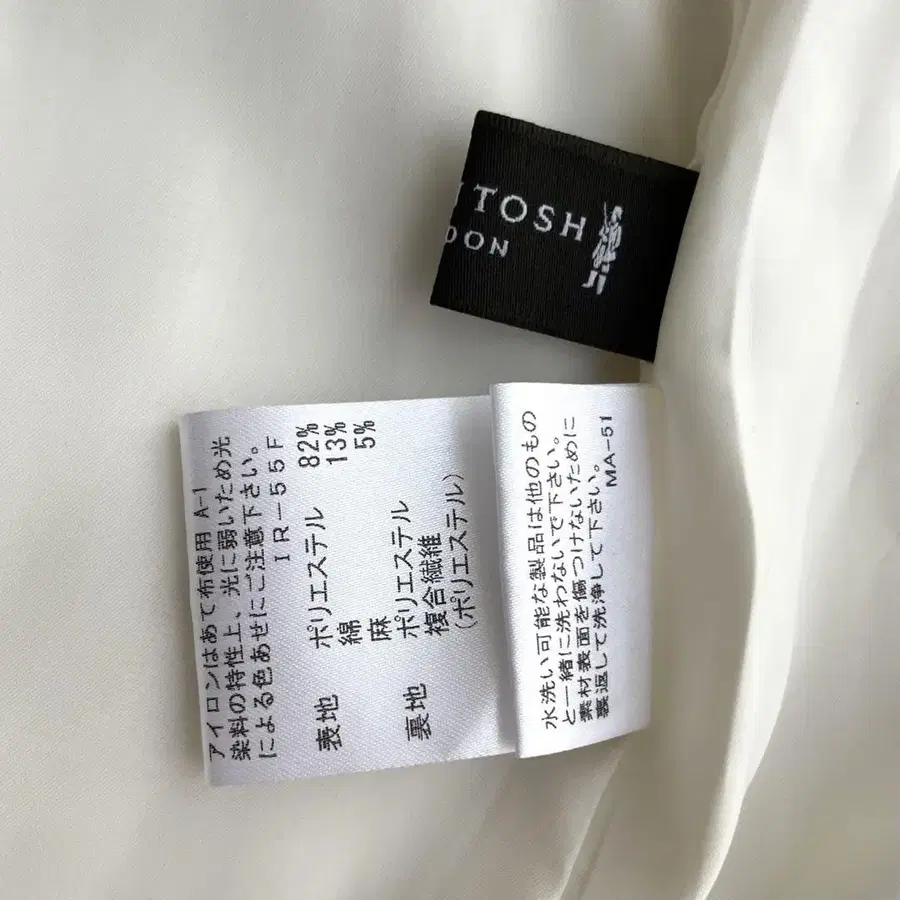 TOSH
DON
アイロンはあて布使用 A-1
染料の特性上、光に弱いため光
による色あせにご注意下さい。
IR-55F
表地 ポリエステル 82%
綿 13%
麻 5%
裏地 ポリエステル
複合繊維
(ポリエステル)
水洗い可能な製品は他のもの
と一緒に洗わないで下さい。
素材表面を傷つけないために
裏返して洗浄して下さい。
MA-51